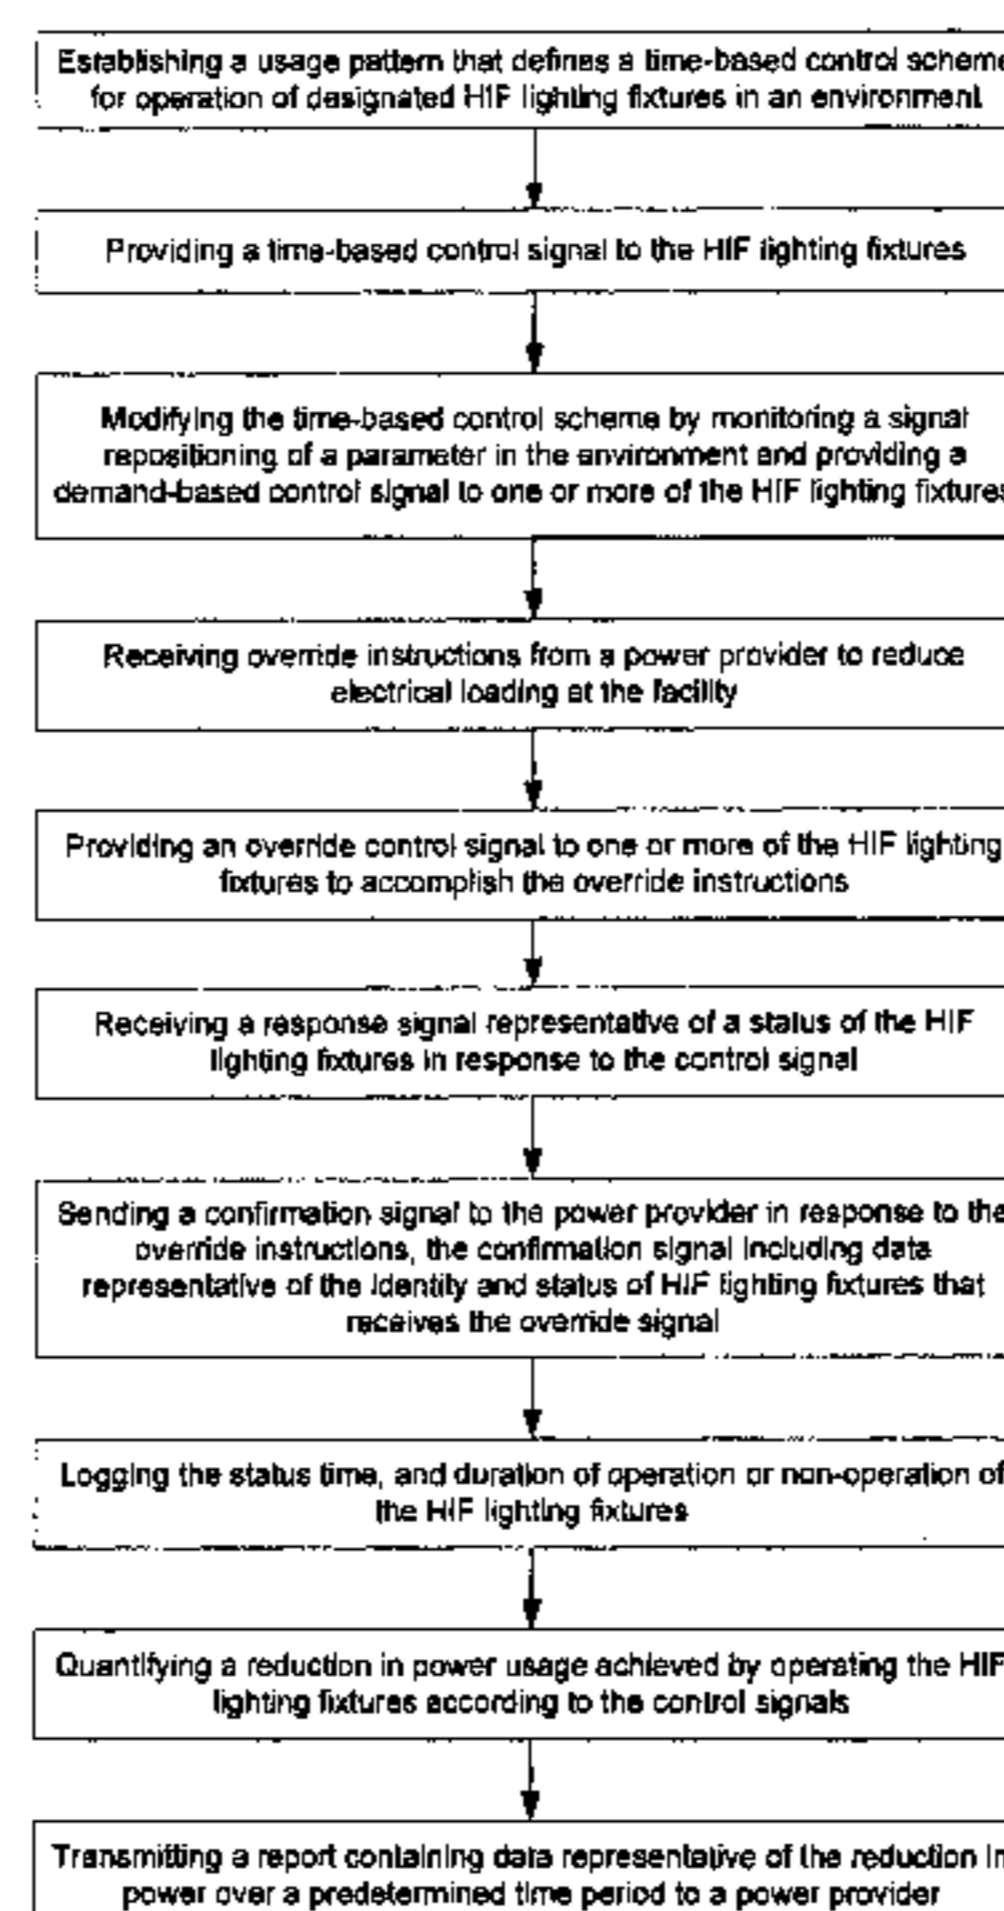 Establishing a usage pattern that defines a time-based control scheme
for operation of designated HIF lighting fixtures in an environment
Providing a time-based control signal to the HIF lighting fixtures
Modifying the time-based control scheme by monitoring a signal
repositioning of a parameter in the environment and providing a
demand-based control signal to one or more of the HIF lighting fixtures
Receiving override instructions from a power provider to reduce
electrical loading at the facility
Providing an override control signal to one or more of the HIF lighting
fixtures to accomplish the override instructions
Receiving a response signal representative of a status of the HIF
lighting fixtures in response to the control signal
Sending a confirmation signal to the power provider in response to the
override instructions, the confirmation signal including data
representative of the identity and status of HIF lighting fixtures that
receives the override signal
Logging the status time, and duration of operation or non-operation of
the HIF lighting fixtures
Quantifying a reduction in power usage achieved by operating the HIF
lighting fixtures according to the control signals
Transmitting a report containing data representative of the reduction in
power over a predetermined time period to a power provider